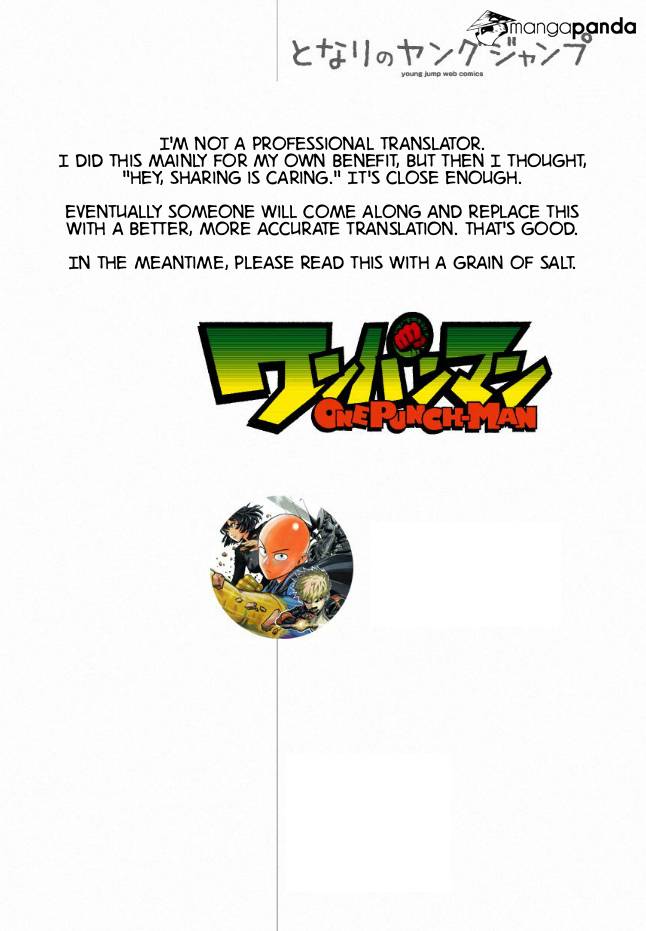 mangapanda
となりのヤングジャンプ
young jump web comics
I'M NOT A PROFESSIONAL TRANSLATOR.
I DID THIS MAINLY FOR MY OWN BENEFIT, BUT THEN I THOUGHT,
"HEY, SHARING IS CARING." IT'S CLOSE ENOUGH.
EVENTUALLY SOMEONE WILL COME ALONG AND REPLACE THIS
WITH A BETTER, MORE ACCURATE TRANSLATION. THAT'S GOOD.
IN THE MEANTIME, PLEASE READ THIS WITH A GRAIN OF SALT.
ワンパンマン
ONEPUNCH-MAN